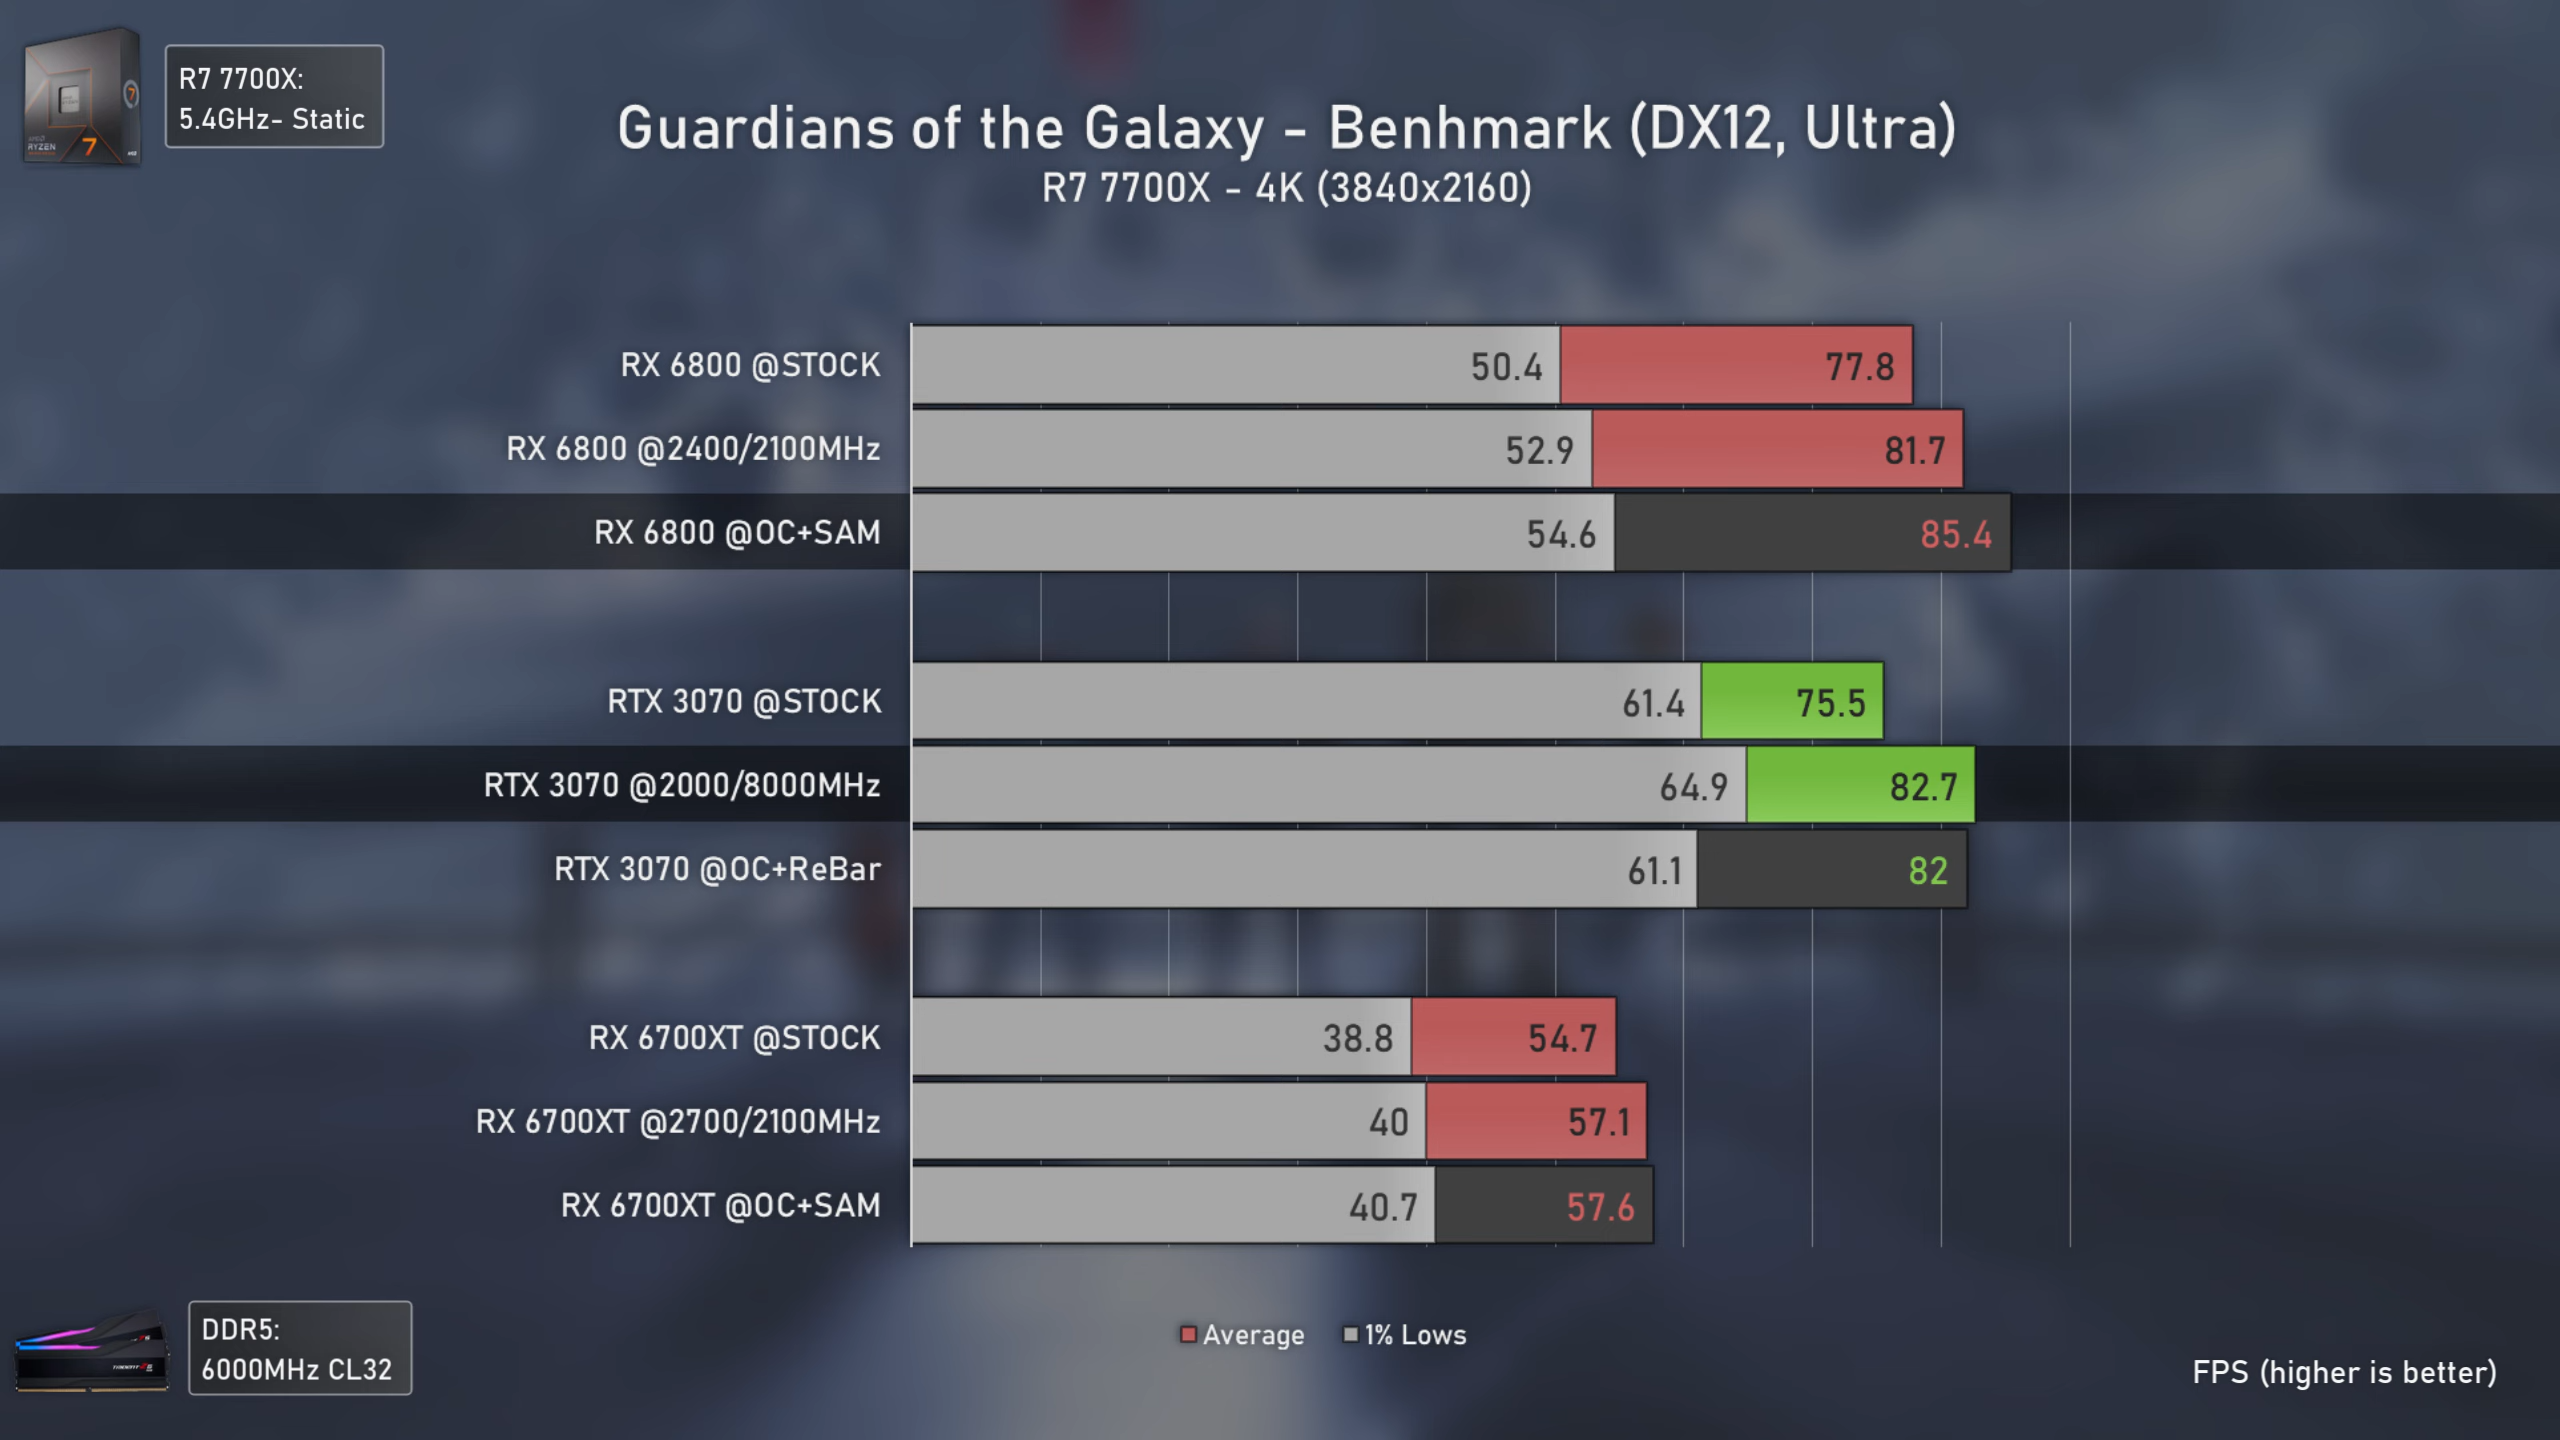 R7 7700X:
5.4GHz- Static
AMD
RYZEN
7
7
Guardians of the Galaxy - Benhmark (DX12, Ultra)
R7 7700X - 4K (3840x2160)
RX 6800 @STOCK 50.4 77.8
RX 6800 @2400/2100MHz 52.9 81.7
RX 6800 @OC+SAM 54.6 85.4
RTX 3070 @STOCK 61.4 75.5
RTX 3070 @2000/8000MHz 64.9 82.7
RTX 3070 @OC+ReBar 61.1 82
RX 6700XT @STOCK 38.8 54.7
RX 6700XT @2700/2100MHz 40 57.1
RX 6700XT @OC+SAM 40.7 57.6
DDR5:
6000MHz CL32
Average 1% Lows
FPS (higher is better)